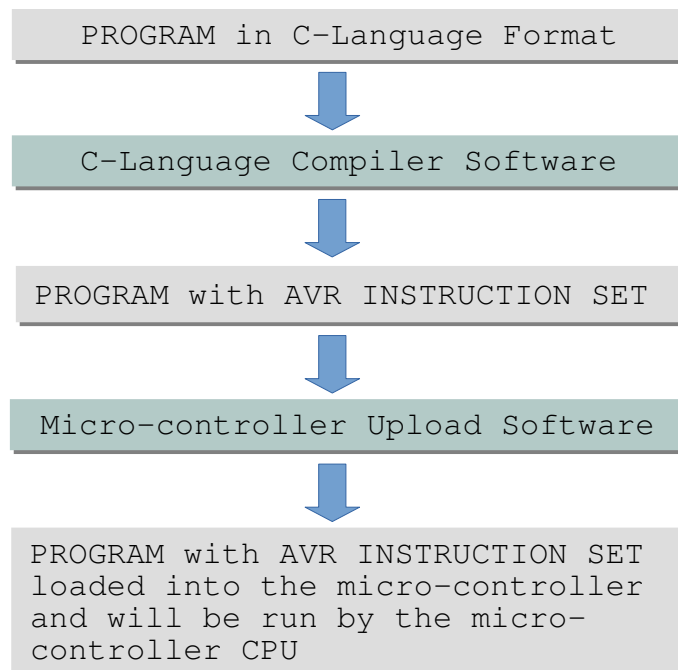 PROGRAM in C-Language Format
C-Language Compiler Software
PROGRAM with AVR INSTRUCTION SET
Micro-controller Upload Software
PROGRAM with AVR INSTRUCTION SET
loaded into the micro-controller
and will be run by the micro-
controller CPU